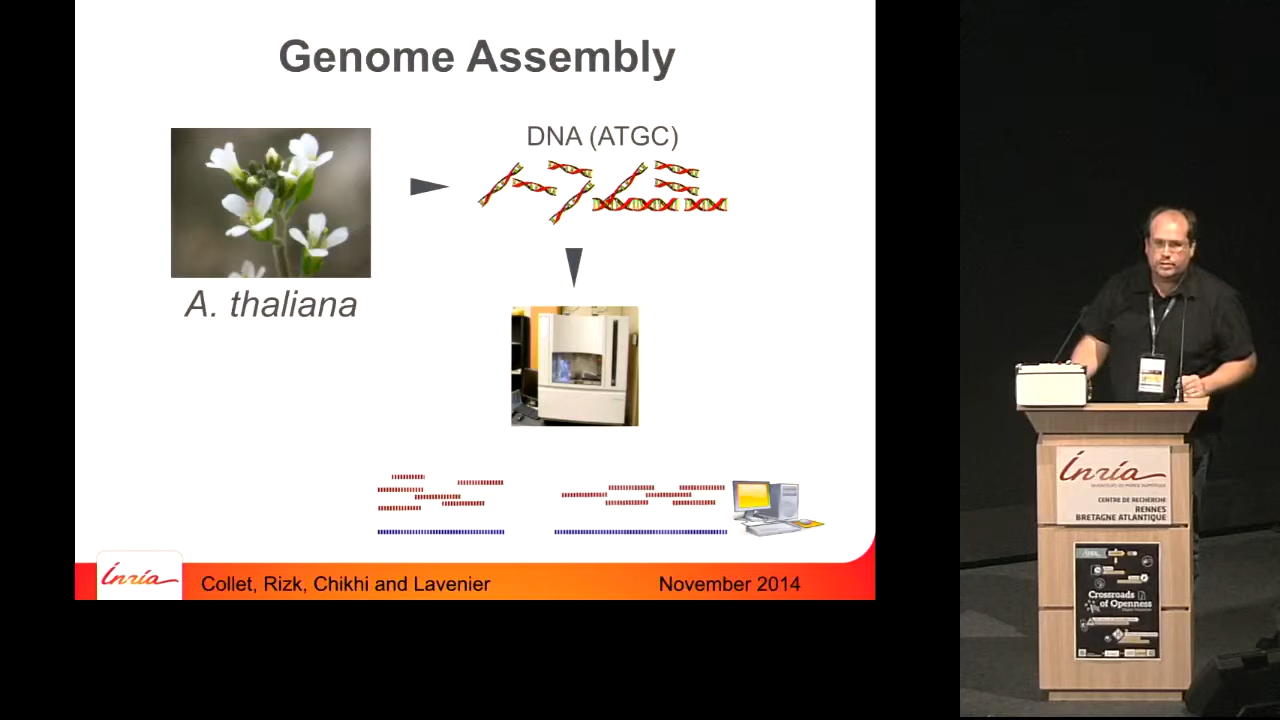 Genome Assembly
DNA (ATGC)
A. thaliana
Inria
Collet, Rizk, Chikhi and Lavenier
November 2014
Inria
CENTRE DE RECHERCHE
RENNES
BRETAGNE ATLANTIQUE
Crossroads
of Openness